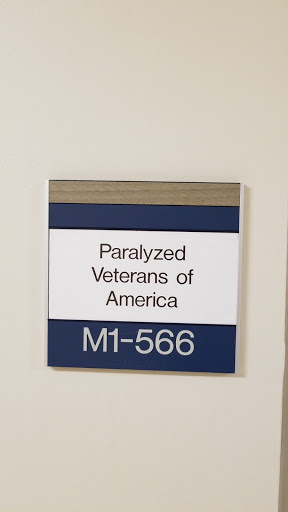 Paralyzed
Veterans of
America
M1-566